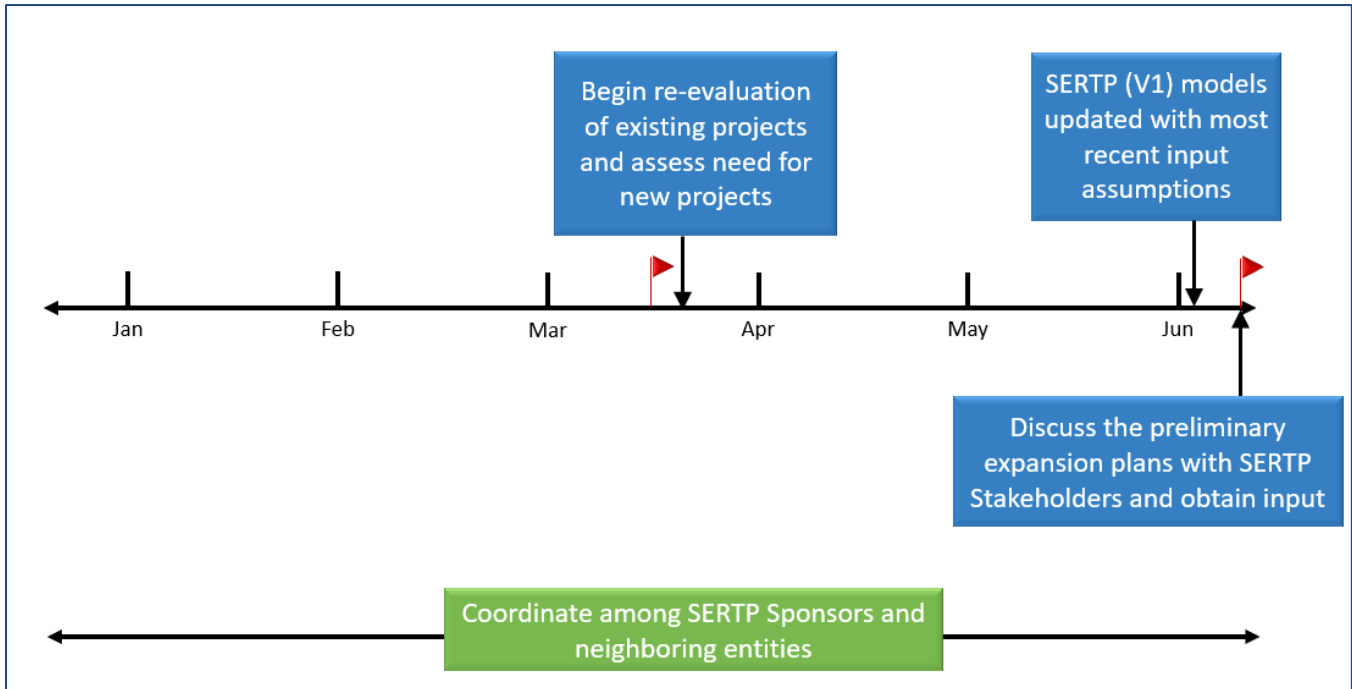 Begin re-evaluation
of existing projects
and assess need for
new projects
SERTP (V1) models
updated with most
recent input
assumptions
Jan
Feb
Mar
Apr
May
Jun
Discuss the preliminary
expansion plans with SERTP
Stakeholders and obtain input
Coordinate among SERTP Sponsors and
neighboring entities